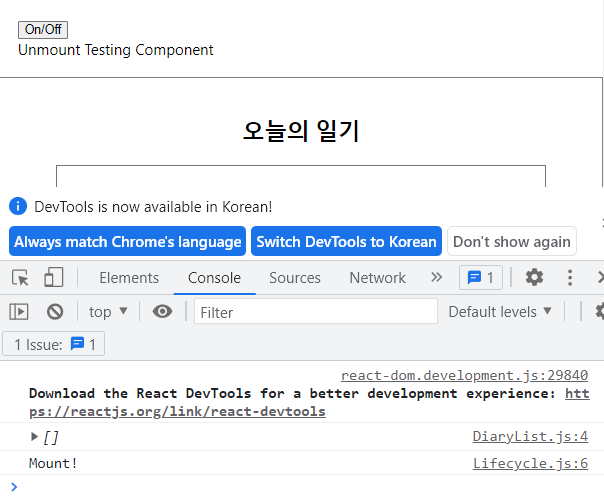 On/Off
Unmount Testing Component
오늘의 일기
DevTools is now available in Korean!
Always match Chrome's language Switch DevTools to Korean Don't show again
Elements Console Sources Network 1
top Filter Default levels
1 Issue: 1
react-dom.development.js:29840
Download the React DevTools for a better development experience: htt
ps://reactjs.org/link/react-devtools
[] DiaryList.js:4
Mount! Lifecycle.js:6